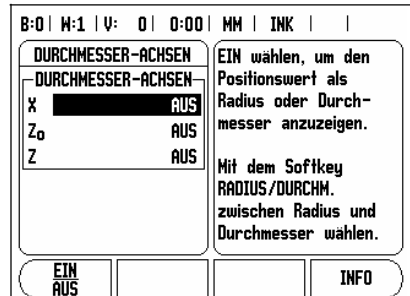 B:0 | W:1 | V: 0 | 0:00 | MM | INK | |
DURCHMESSER-ACHSEN
DURCHMESSER-ACHSEN
X AUS
Zo AUS
Z AUS
EIN wählen, um den
Positionswert als
Radius oder Durch-
messer anzuzeigen.
Mit dem Softkey
RADIUS/DURCHM.
zwischen Radius und
Durchmesser wählen.
EIN
AUS
INFO